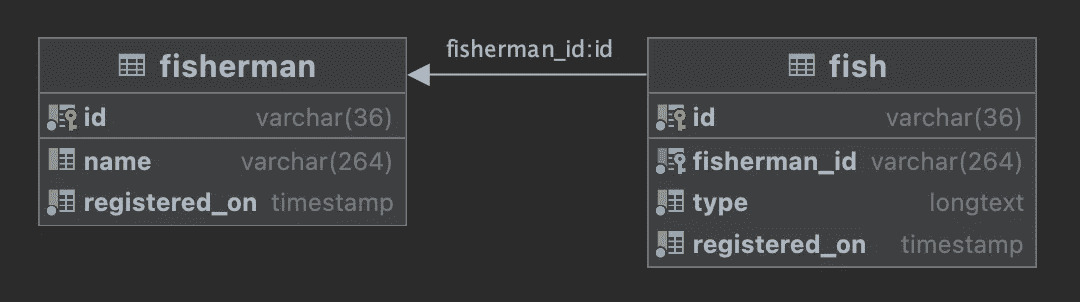 fisherman
id varchar(36)
name varchar(264)
registered_on timestamp
fisherman_id:id
fish
id varchar(36)
fisherman_id varchar(264)
type longtext
registered_on timestamp